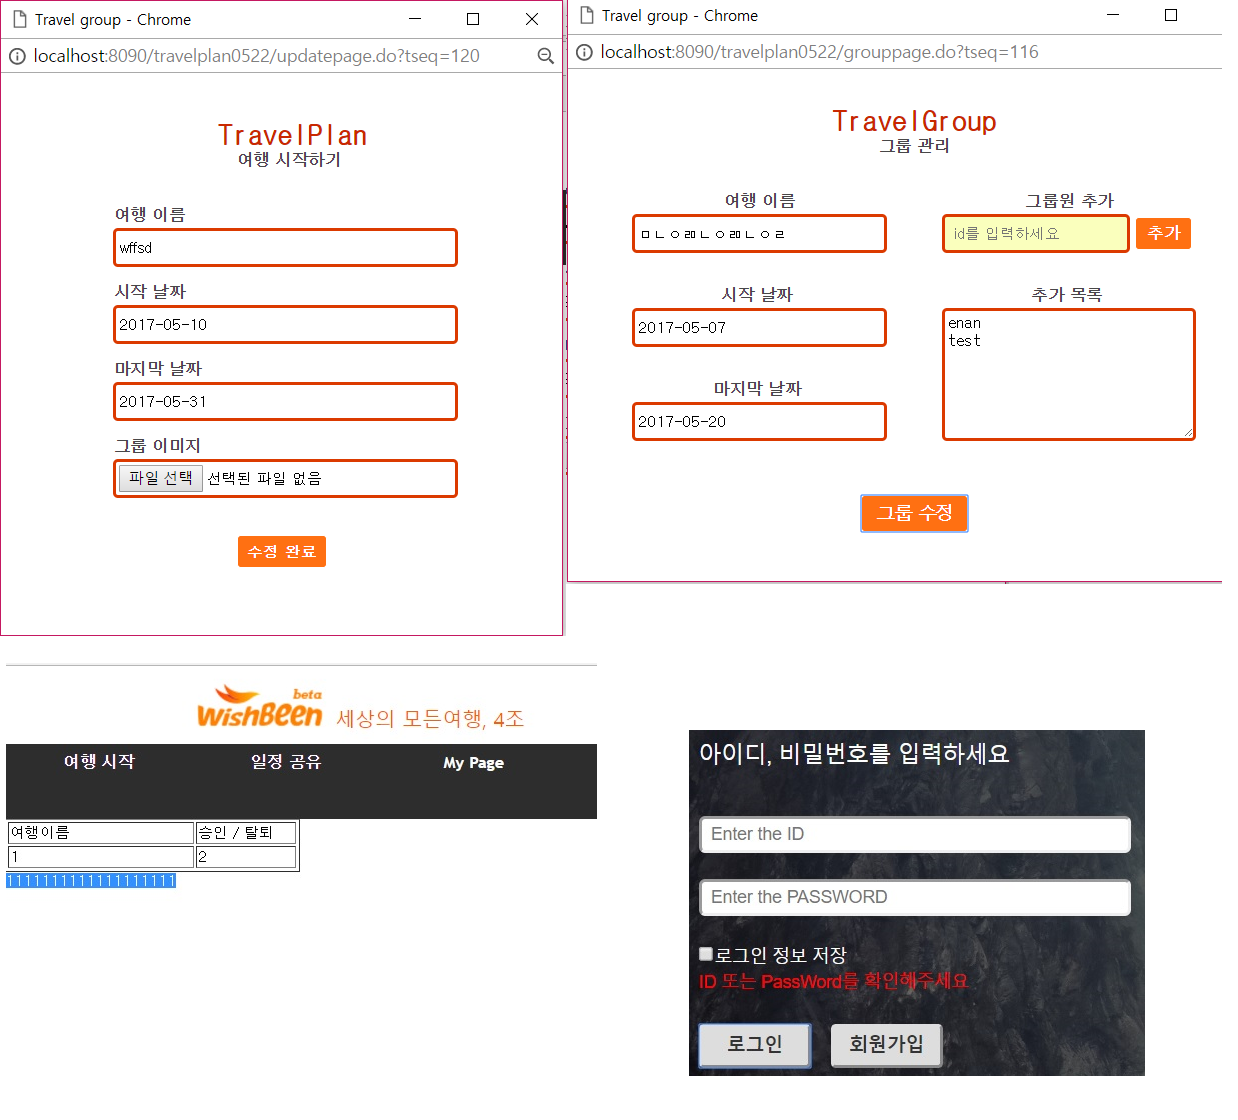 Travel group - Chrome
localhost:8090/travelplan0522/updatepage.do?tseq=120
TravelPlan
여행 시작하기
여행 이름
wffsd
시작 날짜
2017-05-10
마지막 날짜
2017-05-31
그룹 이미지
파일 선택 선택된 파일 없음
수정 완료
Travel group - Chrome
localhost:8090/travelplan0522/grouppage.do?tseq=116
TravelGroup
그룹 관리
여행 이름
ㅁㄴㅇㄻㄴㅇㄻㄴㅇㄹ
시작 날짜
2017-05-07
마지막 날짜
2017-05-20
그룹원 추가
id를 입력하세요 추가
추가 목록
enan
test
그룹 수정
WishBeen beta 세상의 모든여행, 4조
여행 시작 일정 공유 My Page
여행이름 승인 / 탈퇴
1 2
1111111111111111111
아이디, 비밀번호를 입력하세요
Enter the ID
Enter the PASSWORD
로그인 정보 저장
ID 또는 PassWord를 확인해주세요
로그인 회원가입